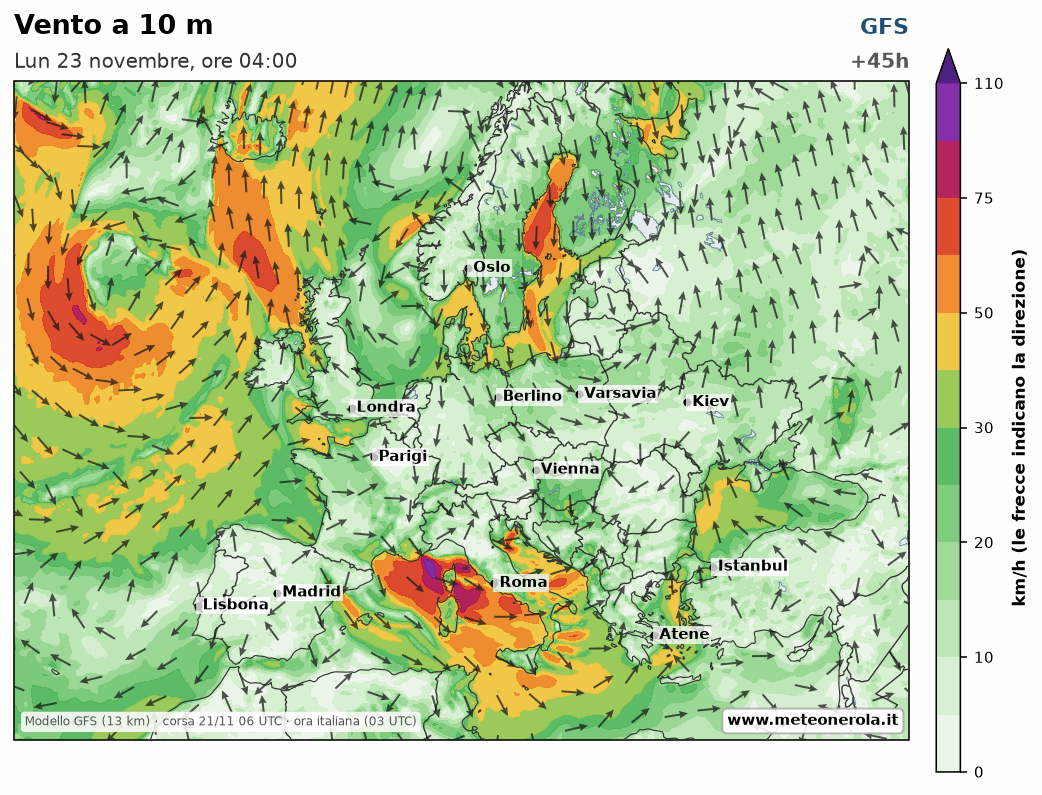 Vento a 10 m
GFS
Lun 23 novembre, ore 04:00
+45h
110
75
50
30
20
10
0
km/h (le frecce indicano la direzione)
Oslo
Berlino
Varsavia
Kiev
Londra
Parigi
Vienna
Istanbul
Roma
Madrid
Lisbona
Atene
Modello GFS (13 km) · corsa 21/11 06 UTC · ora italiana (03 UTC)
www.meteonerola.it